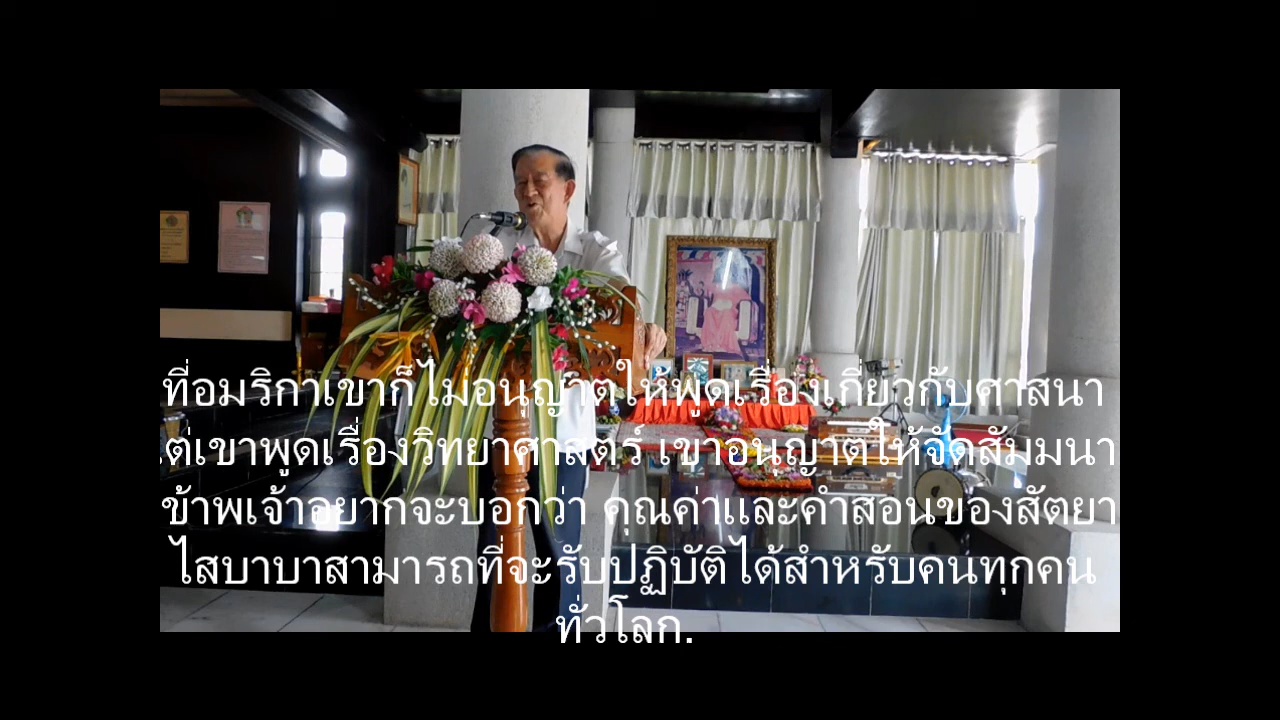 ที่อมริกาเขาก็ไม่อนุญาตให้พูดเรื่องเกี่ยวกับศาสนา
แต่เขาพูดเรื่องวิทยาศาสตร์ เขาอนุญาตให้จัดสัมมนา
ข้าพเจ้าอยากจะบอกว่า คุณค่าและคำสอนของสัตยา
ไสบาบาสามารถที่จะรับปฏิบัติได้สำหรับคนทุกคน
ทั่วโลก.